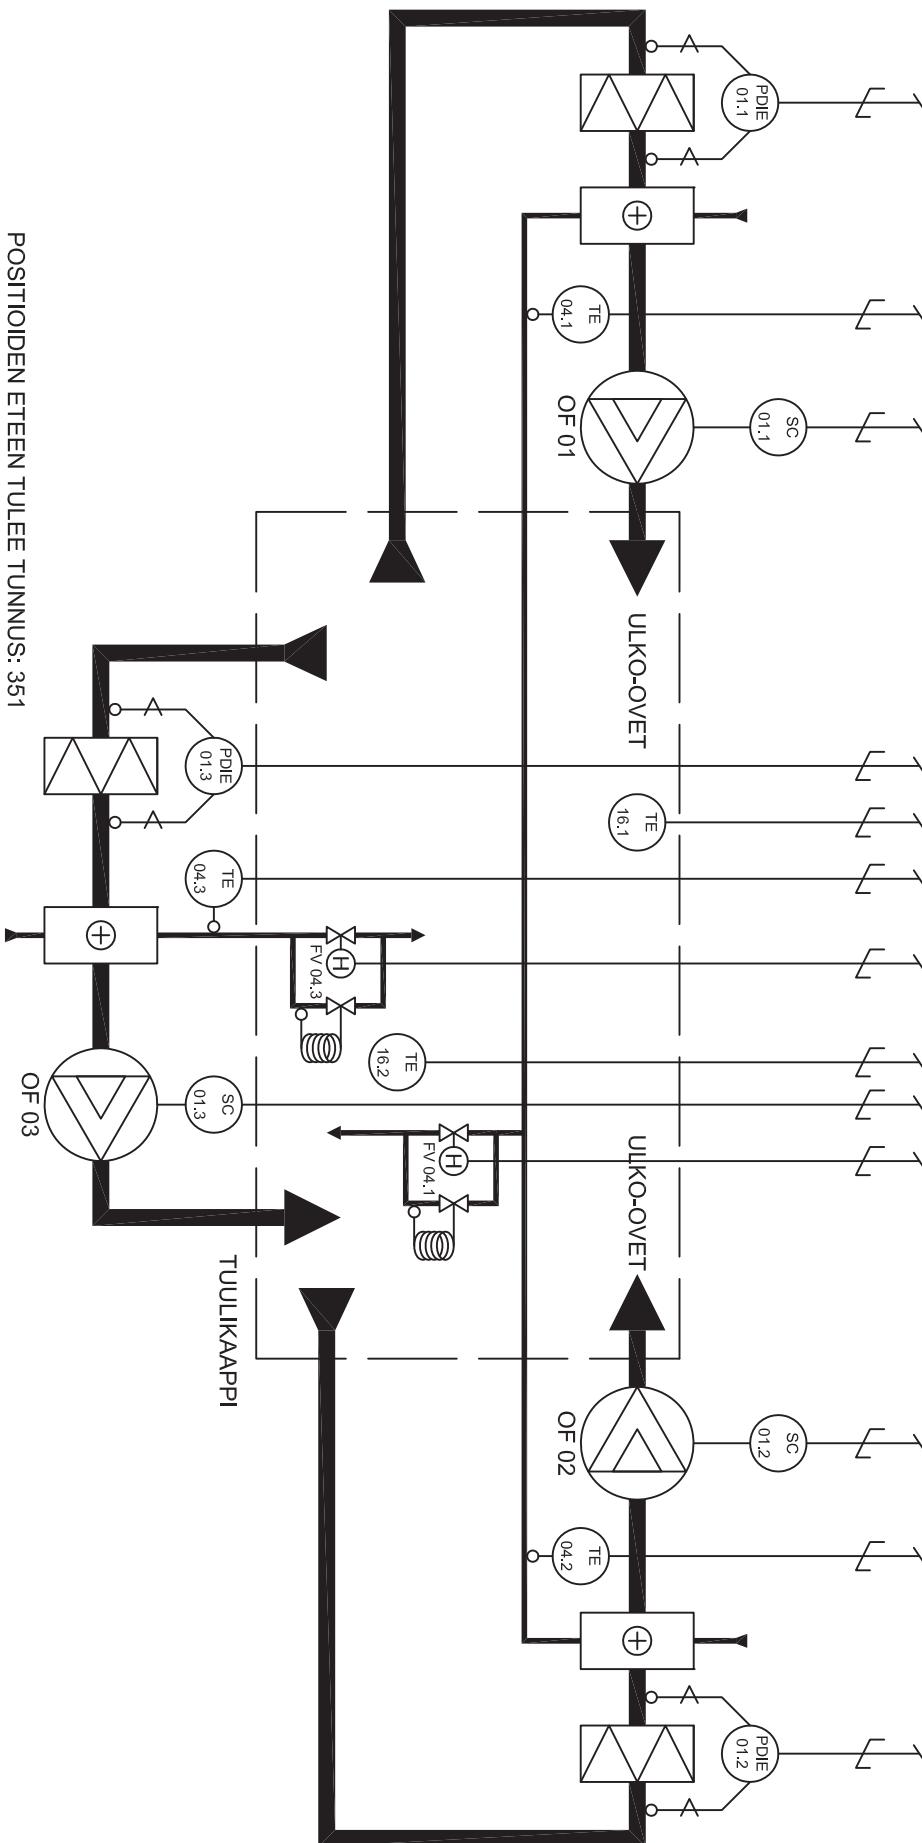 PDIE
01.1
TE
04.1
SC
01.1
OF 01
ULKO-OVET
PDIE
01.3
TE
16.1
TE
04.3
FV 04.3
H
TE
16.2
SC
01.3
OF 03
FV 04.1
H
ULKO-OVET
TUULIKAAPPI
SC
01.2
OF 02
TE
04.2
PDIE
01.2
POSITIOIDEN ETEEN TULEE TUNNUS: 351